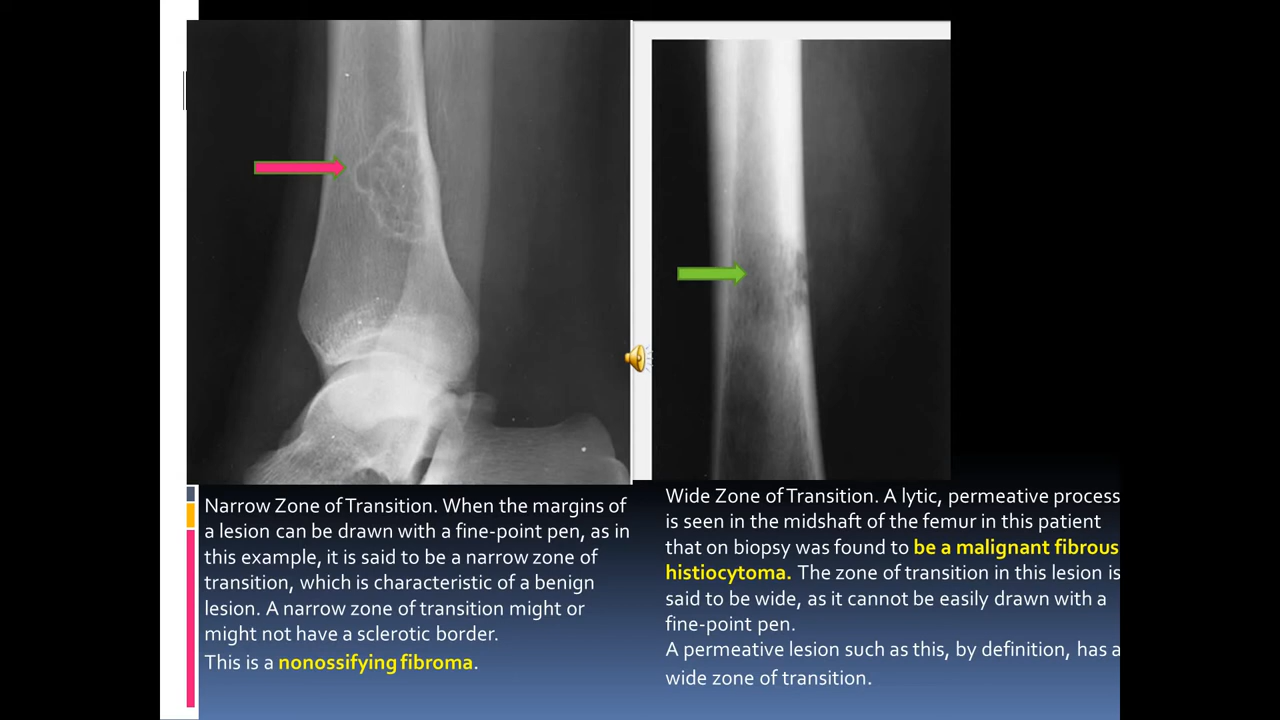 Narrow Zone of Transition. When the margins of
a lesion can be drawn with a fine-point pen, as in
this example, it is said to be a narrow zone of
transition, which is characteristic of a benign
lesion. A narrow zone of transition might or
might not have a sclerotic border.
This is a nonossifying fibroma.
Wide Zone of Transition. A lytic, permeative process
is seen in the midshaft of the femur in this patient
that on biopsy was found to be a malignant fibrous
histiocytoma. The zone of transition in this lesion is
said to be wide, as it cannot be easily drawn with a
fine-point pen.
A permeative lesion such as this, by definition, has a
wide zone of transition.